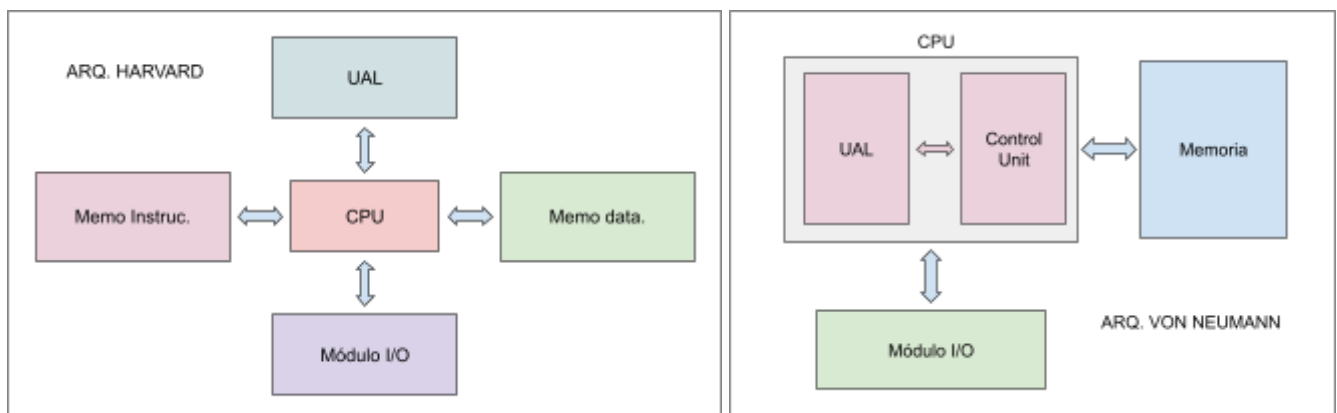 ARQ. HARVARD
UAL
Memo Instruc.
CPU
Memo data.
Módulo I/O
CPU
UAL
Control
Unit
Memoria
Módulo I/O
ARQ. VON NEUMANN